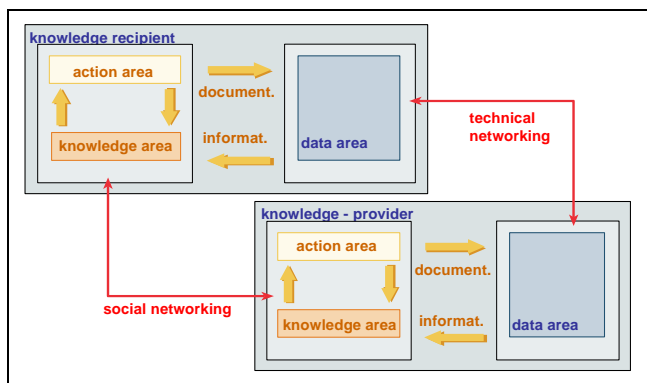 knowledge recipient
action area
document.
informat.
knowledge area
data area
technical
networking
knowledge - provider
action area
document.
social networking
knowledge area
informat.
data area